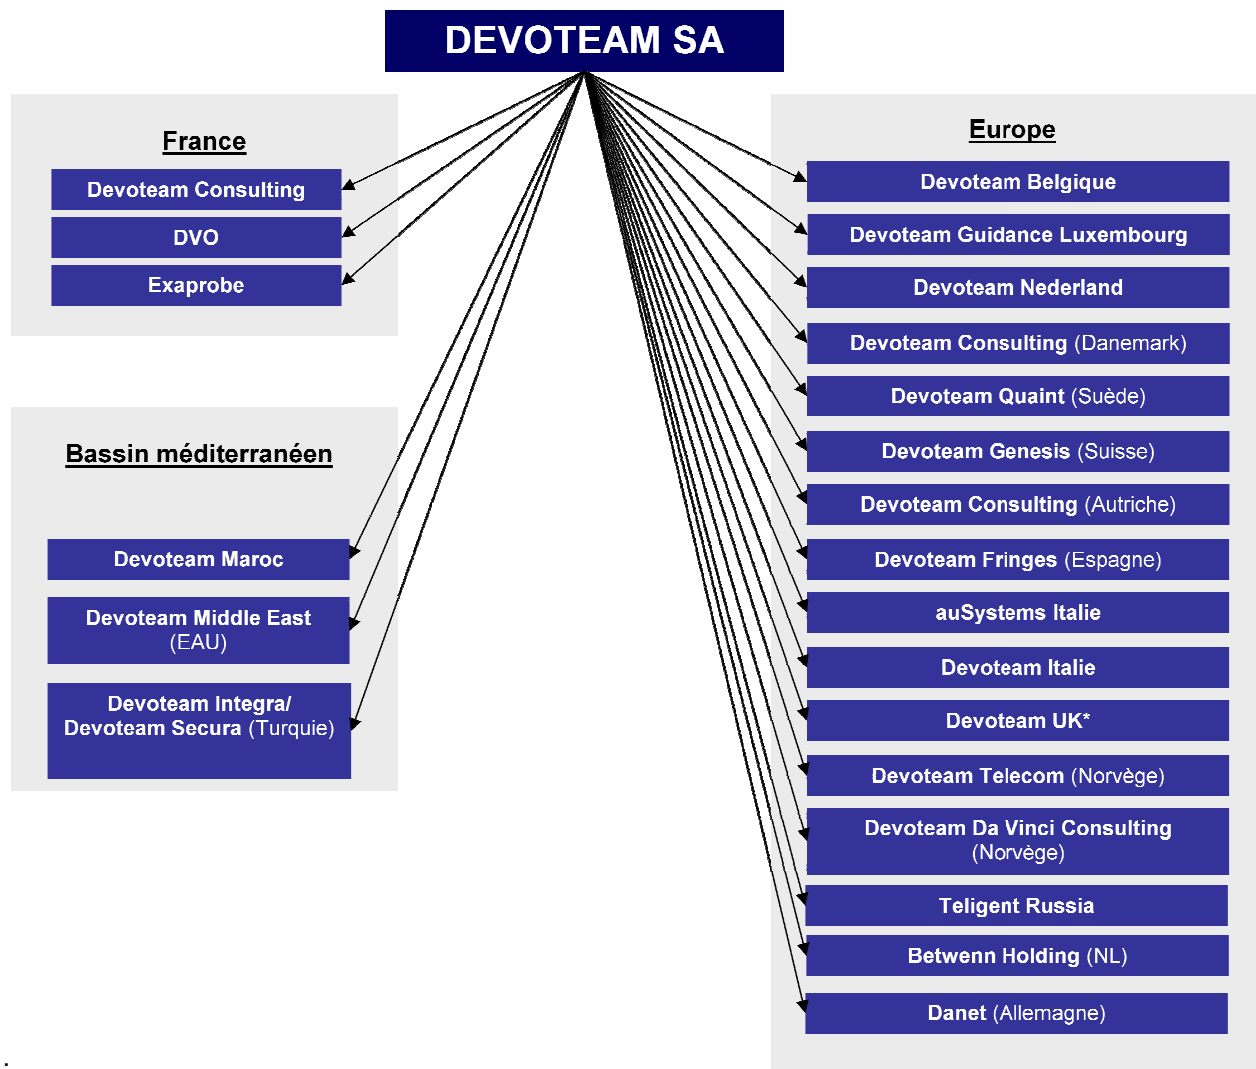 DEVOTEAM SA
France
Devoteam Consulting
DVO
Exaprobe
Bassin méditerranéen
Devoteam Maroc
Devoteam Middle East
(EAU)
Devoteam Integra/
Devoteam Secura (Turquie)
Europe
Devoteam Belgique
Devoteam Guidance Luxembourg
Devoteam Nederland
Devoteam Consulting (Danemark)
Devoteam Quaint (Suède)
Devoteam Genesis (Suisse)
Devoteam Consulting (Autriche)
Devoteam Fringes (Espagne)
auSystems Italie
Devoteam Italie
Devoteam UK*
Devoteam Telecom (Norvège)
Devoteam Da Vinci Consulting
(Norvège)
Teligent Russia
Betwenn Holding (NL)
Danet (Allemagne)
.